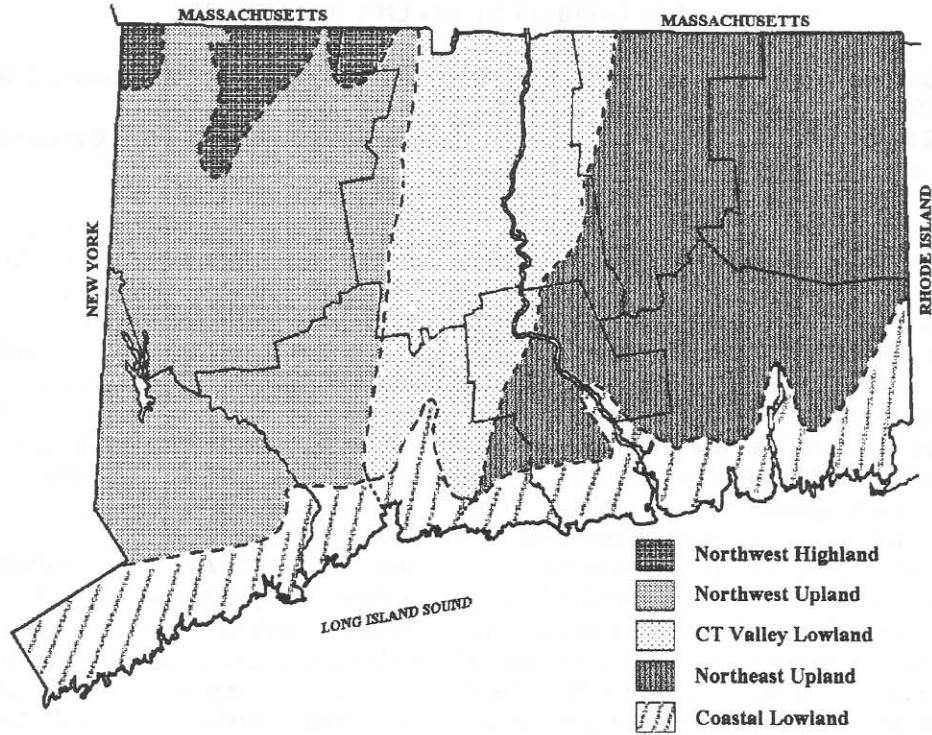 MASSACHUSETTS
MASSACHUSETTS
NEW YORK
RHODE ISLAND
LONG ISLAND SOUND
Northwest Highland
Northwest Upland
CT Valley Lowland
Northeast Upland
Coastal Lowland